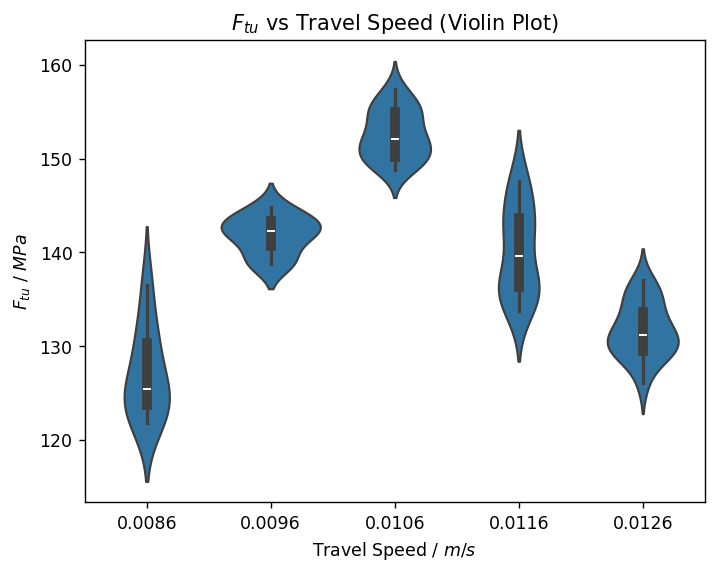 F_tu vs Travel Speed (Violin Plot)
F_tu / MPa
160
150
140
130
120
0.0086 0.0096 0.0106 0.0116 0.0126
Travel Speed / m/s